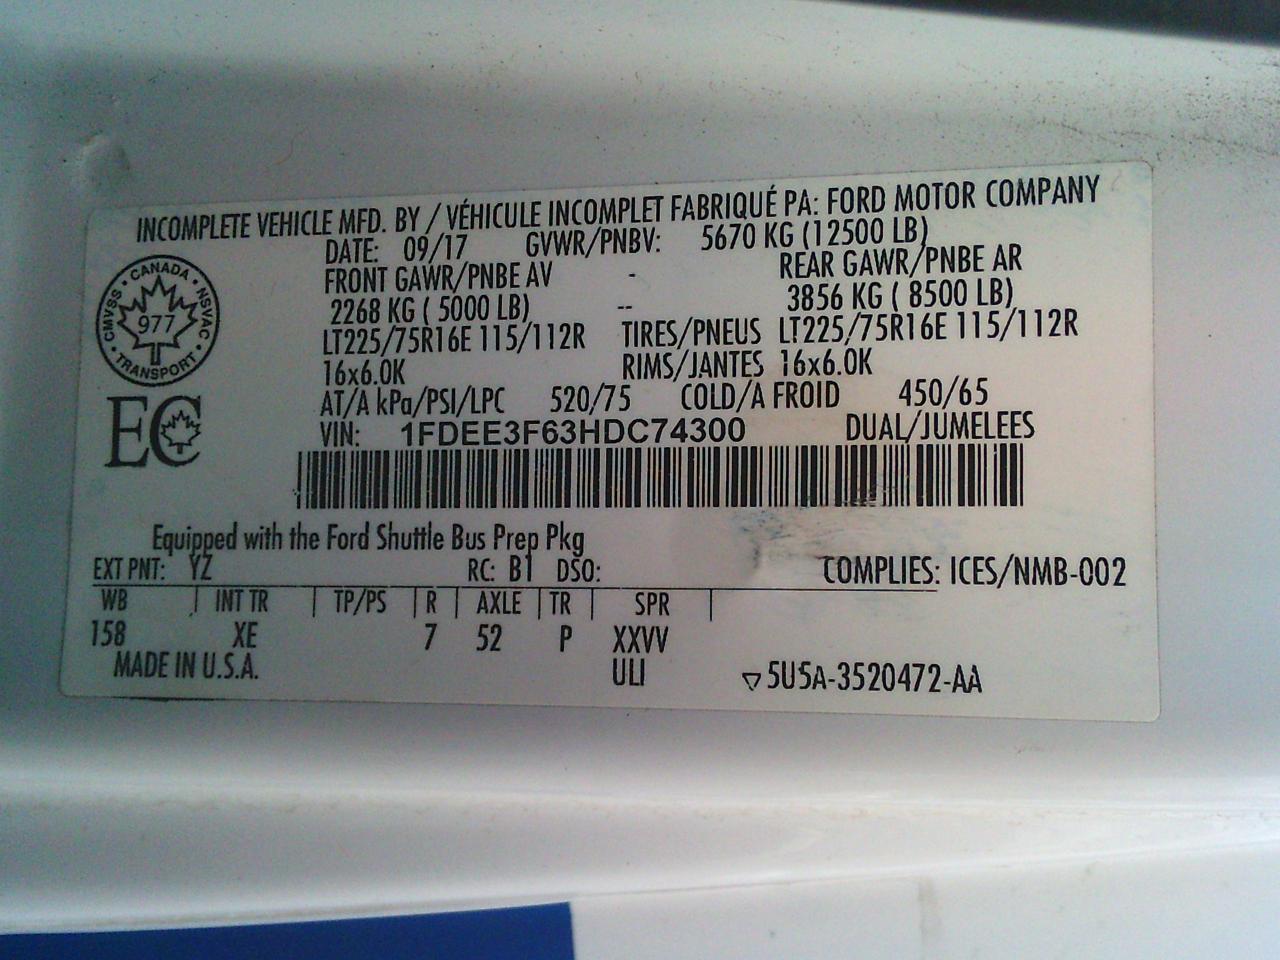 INCOMPLETE VEHICLE MFD. BY / VÉHICULE INCOMPLET FABRIQUÉ PA: FORD MOTOR COMPANY
DATE: 09/17 GVWR/PNBV: 5670 KG (12500 LB)
FRONT GAWR/PNBE AV - REAR GAWR/PNBE AR
2268 KG ( 5000 LB) -- 3856 KG ( 8500 LB)
LT225/75R16E 115/112R TIRES/PNEUS LT225/75R16E 115/112R
16x6.0K RIMS/JANTES 16x6.0K
AT/A kPa/PSI/LPC 520/75 COLD/A FROID 450/65
VIN: 1FDEE3F63HDC74300 DUAL/JUMELEES
CANADA • NSVAC • TRANSPORT • CMVSS •
977
EC
Equipped with the Ford Shuttle Bus Prep Pkg
EXT PNT: YZ RC: B1 DSO: COMPLIES: ICES/NMB-002
WB | INT TR | TP/PS | R | AXLE | TR | SPR |
158 XE 7 52 P XXVV
MADE IN U.S.A. ULI ▽5U5A-3520472-AA